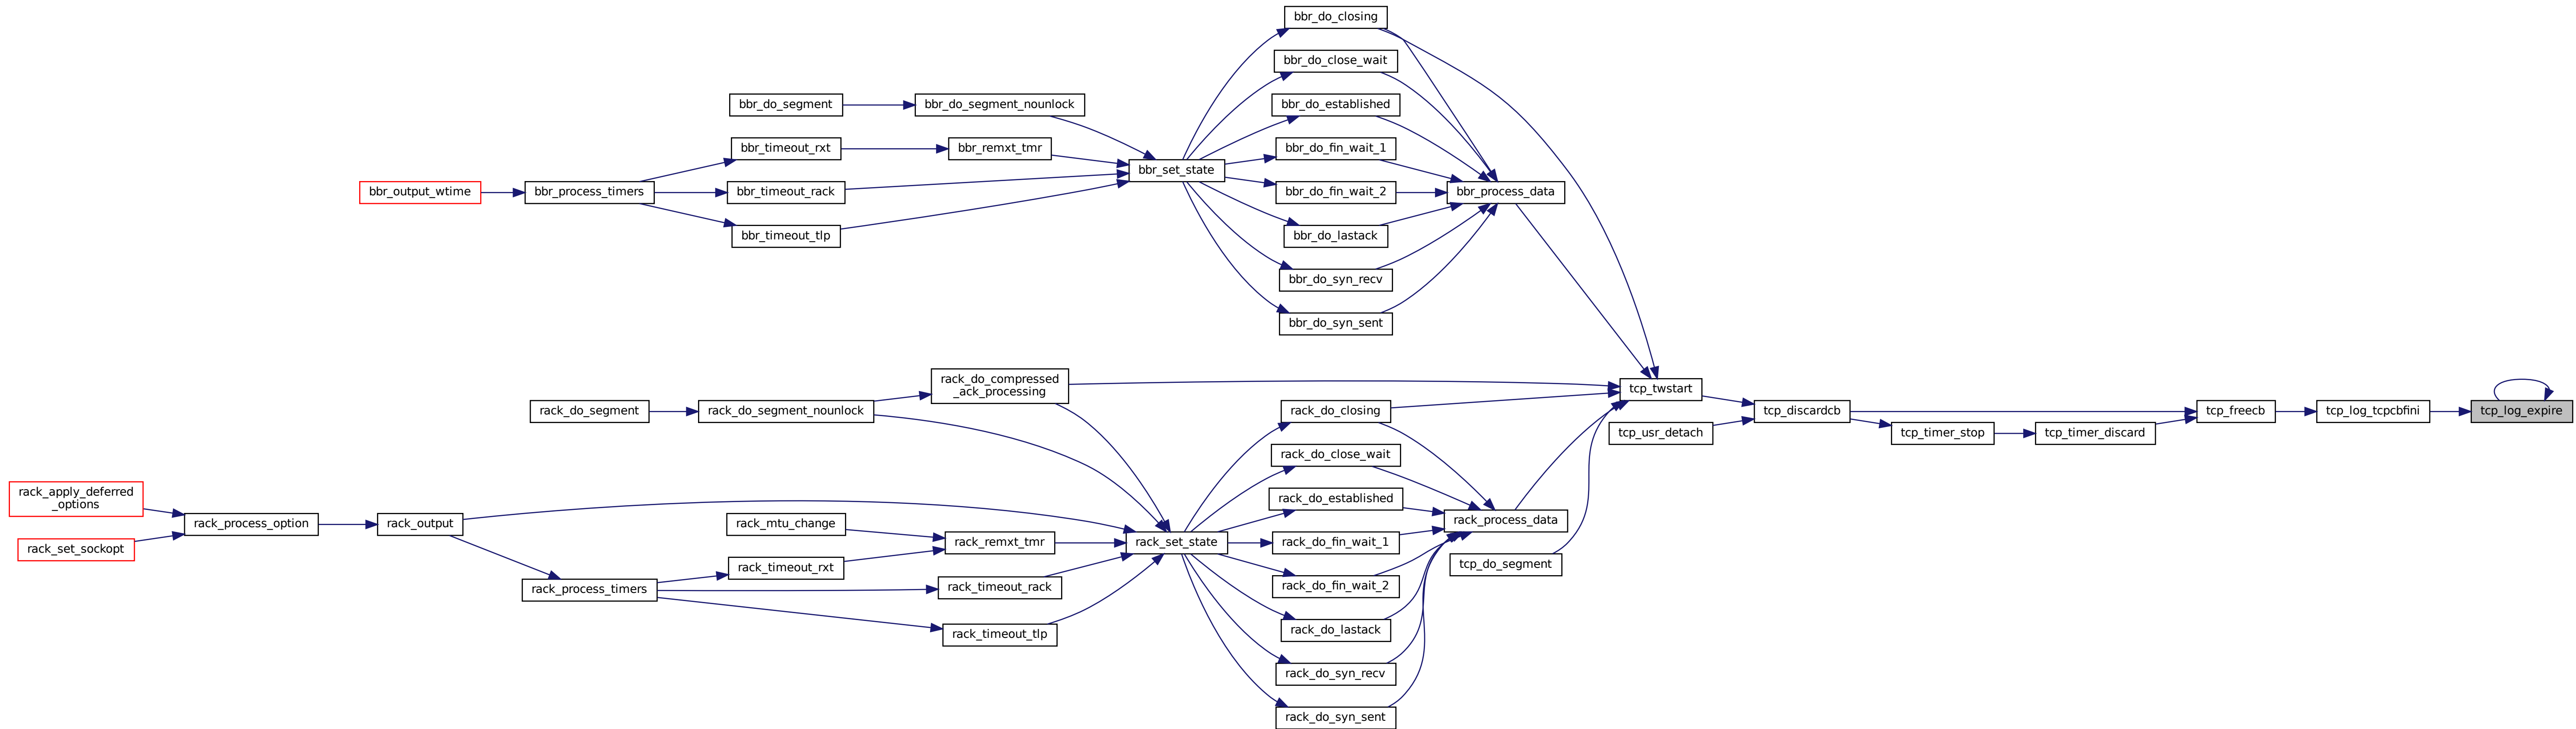 bbr_do_closing
bbr_do_close_wait
bbr_do_segment
bbr_do_segment_nounlock
bbr_do_established
bbr_timeout_rxt
bbr_remxt_tmr
bbr_do_fin_wait_1
bbr_set_state
bbr_output_wtime
bbr_process_timers
bbr_timeout_rack
bbr_do_fin_wait_2
bbr_process_data
bbr_timeout_tlp
bbr_do_lastack
bbr_do_syn_recv
bbr_do_syn_sent
rack_do_compressed
_ack_processing
tcp_twstart
rack_do_segment
rack_do_segment_nounlock
rack_do_closing
tcp_discardcb
tcp_freecb
tcp_log_tcpcbfini
tcp_log_expire
tcp_usr_detach
tcp_timer_stop
tcp_timer_discard
rack_do_close_wait
rack_apply_deferred
_options
rack_do_established
rack_process_option
rack_output
rack_mtu_change
rack_process_data
rack_set_sockopt
rack_remxt_tmr
rack_set_state
rack_do_fin_wait_1
rack_timeout_rxt
tcp_do_segment
rack_process_timers
rack_timeout_rack
rack_do_fin_wait_2
rack_timeout_tlp
rack_do_lastack
rack_do_syn_recv
rack_do_syn_sent